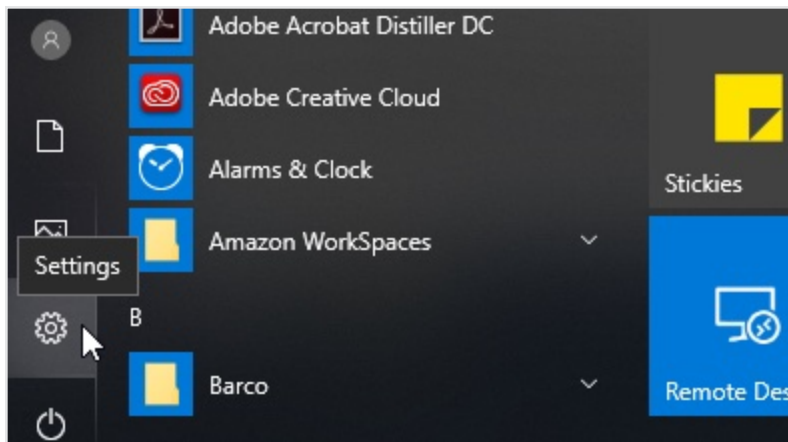 Adobe Acrobat Distiller DC
Adobe Creative Cloud
Alarms & Clock
Stickies
Amazon WorkSpaces
Settings
B
Barco
Remote Des